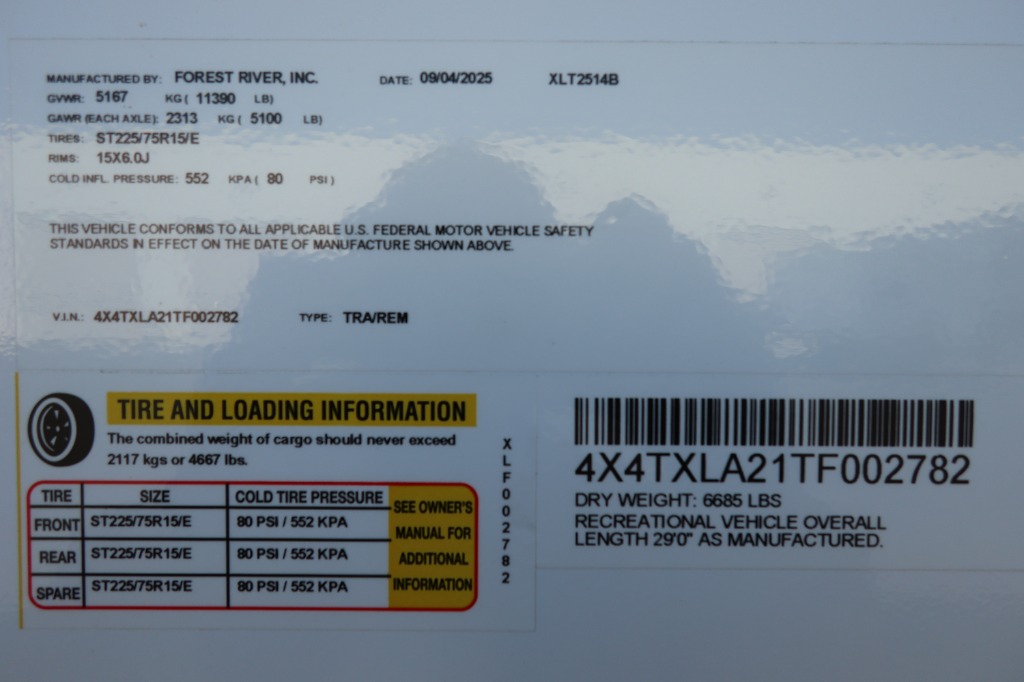 MANUFACTURED BY: FOREST RIVER, INC. DATE: 09/04/2025 XLT2514B
GVWR: 5167 KG ( 11390 LB)
GAWR (EACH AXLE): 2313 KG ( 5100 LB)
TIRES: ST225/75R15/E
RIMS: 15X6.0J
COLD INFL. PRESSURE: 552 KPA ( 80 PSI )
THIS VEHICLE CONFORMS TO ALL APPLICABLE U.S. FEDERAL MOTOR VEHICLE SAFETY
STANDARDS IN EFFECT ON THE DATE OF MANUFACTURE SHOWN ABOVE.
V.I.N.: 4X4TXLA21TF002782 TYPE: TRA/REM
TIRE AND LOADING INFORMATION
The combined weight of cargo should never exceed
2117 kgs or 4667 lbs.
TIRE SIZE COLD TIRE PRESSURE
FRONT ST225/75R15/E 80 PSI / 552 KPA
REAR ST225/75R15/E 80 PSI / 552 KPA
SPARE ST225/75R15/E 80 PSI / 552 KPA
SEE OWNER'S
MANUAL FOR
ADDITIONAL
INFORMATION
XLF002782
4X4TXLA21TF002782
DRY WEIGHT: 6685 LBS
RECREATIONAL VEHICLE OVERALL
LENGTH 29'0" AS MANUFACTURED.